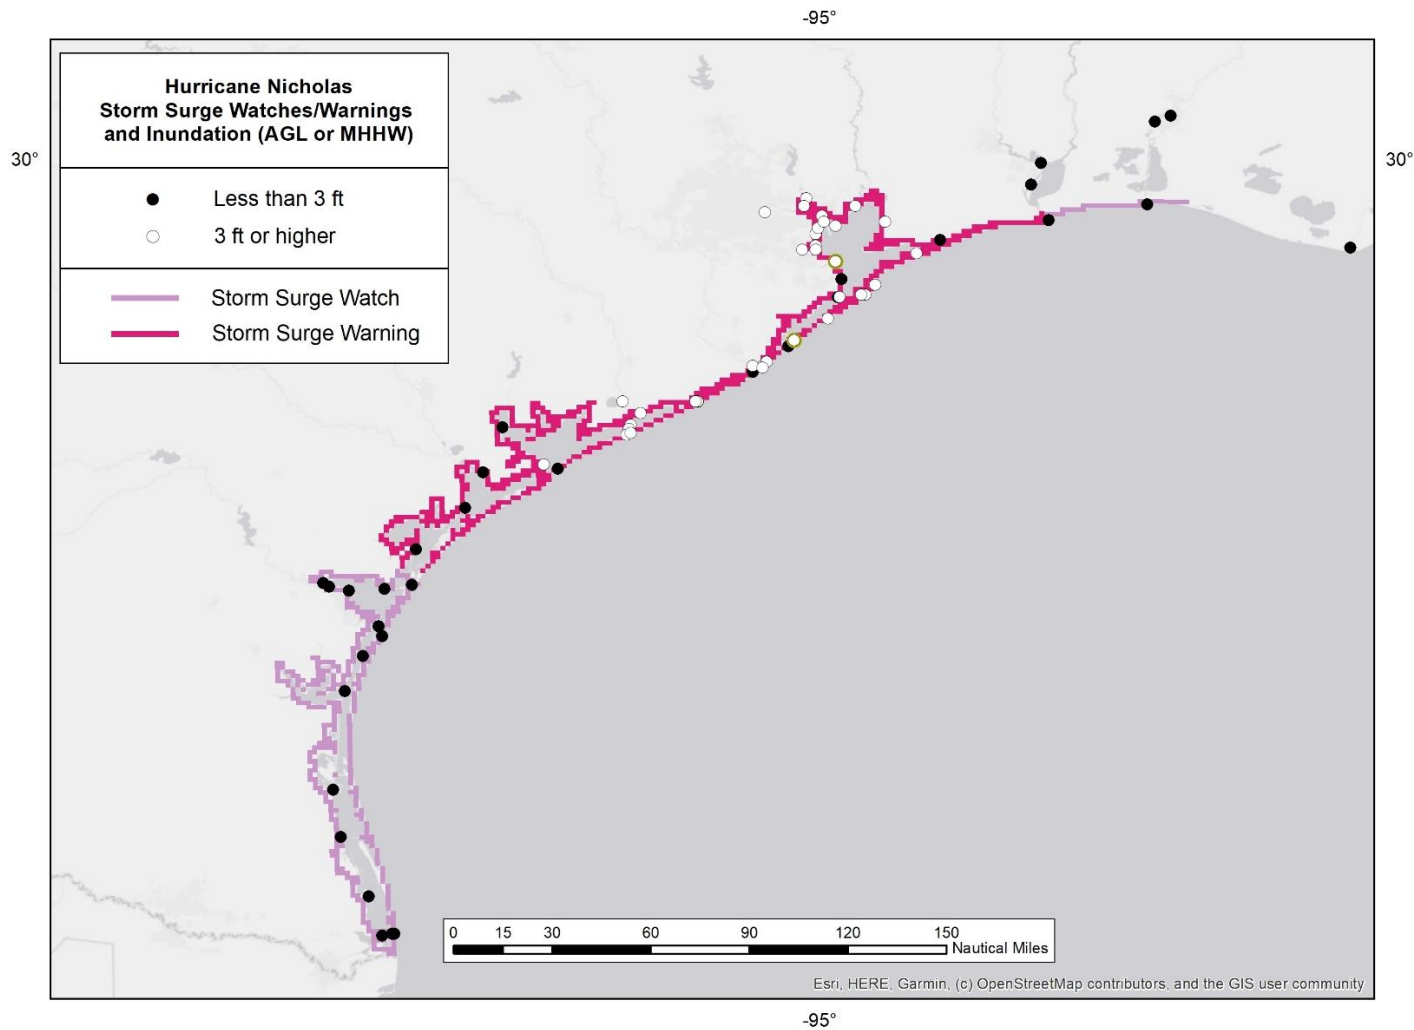 -95°
Hurricane Nicholas
Storm Surge Watches/Warnings
and Inundation (AGL or MHHW)
30°
30°
Less than 3 ft
3 ft or higher
Storm Surge Watch
Storm Surge Warning
0 15 30 60 90 120 150
Nautical Miles
Esri, HERE, Garmin, (c) OpenStreetMap contributors, and the GIS user community
-95°